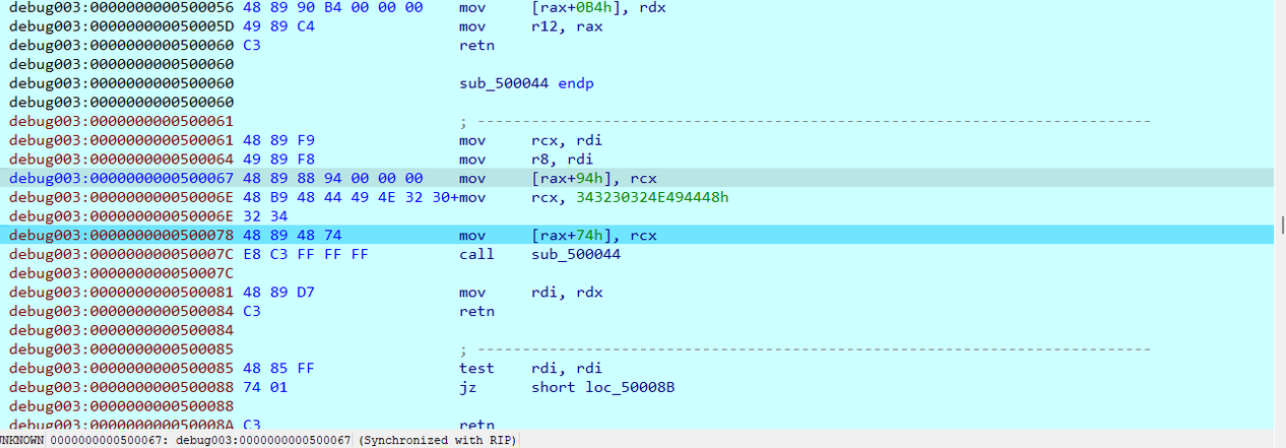 debug003:0000000000500056 48 89 90 B4 00 00 00 mov [rax+0B4h], rdx
debug003:000000000050005D 49 89 C4 mov r12, rax
debug003:0000000000500060 C3 retn
debug003:0000000000500060
debug003:0000000000500060 sub_500044 endp
debug003:0000000000500060
debug003:0000000000500061 ; ---------------------------------------------------------------------------
debug003:0000000000500061 48 89 F9 mov rcx, rdi
debug003:0000000000500064 49 89 F8 mov r8, rdi
debug003:0000000000500067 48 89 88 94 00 00 00 mov [rax+94h], rcx
debug003:000000000050006E 48 B9 48 44 49 4E 32 30+mov rcx, 343230324E494448h
debug003:000000000050006E 32 34
debug003:0000000000500078 48 89 48 74 mov [rax+74h], rcx
debug003:000000000050007C E8 C3 FF FF FF call sub_500044
debug003:000000000050007C
debug003:0000000000500081 48 89 D7 mov rdi, rdx
debug003:0000000000500084 C3 retn
debug003:0000000000500084
debug003:0000000000500085 ; ---------------------------------------------------------------------------
debug003:0000000000500085 48 85 FF test rdi, rdi
debug003:0000000000500088 74 01 jz short loc_50008B
debug003:0000000000500088
debug003:000000000050008A C3 retn
UNKNOWN 0000000000500067: debug003:0000000000500067 (Synchronized with RIP)